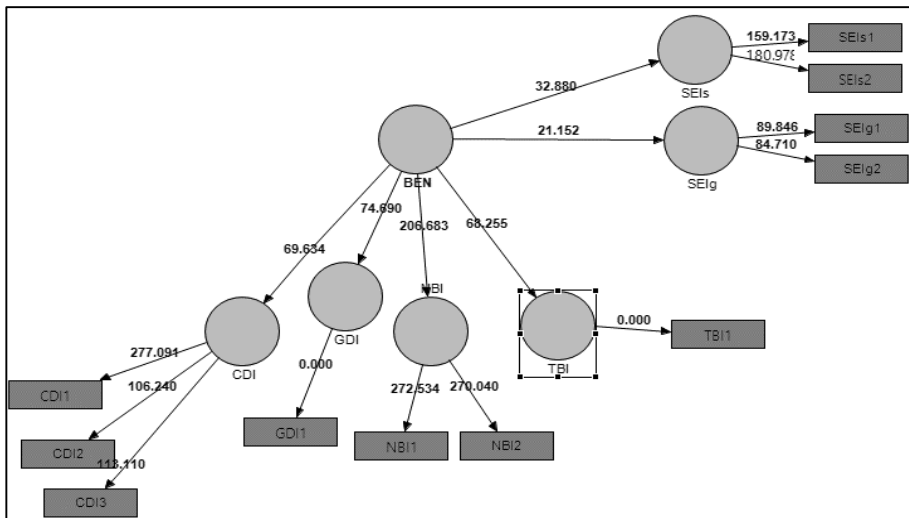 159.173
SEIs1
180.978
SEIs2
32.880
SEIs
89.846
SEIg1
21.152
84.710
SEIg2
SEIg
BEN
74.690
206.683
68.255
69.634
NBI
0.000
TBI1
GDI
TBI
CDI
277.091
0.000
106.240
272.534
270.040
CDI1
GDI1
NBI1
NBI2
CDI2
113.110
CDI3